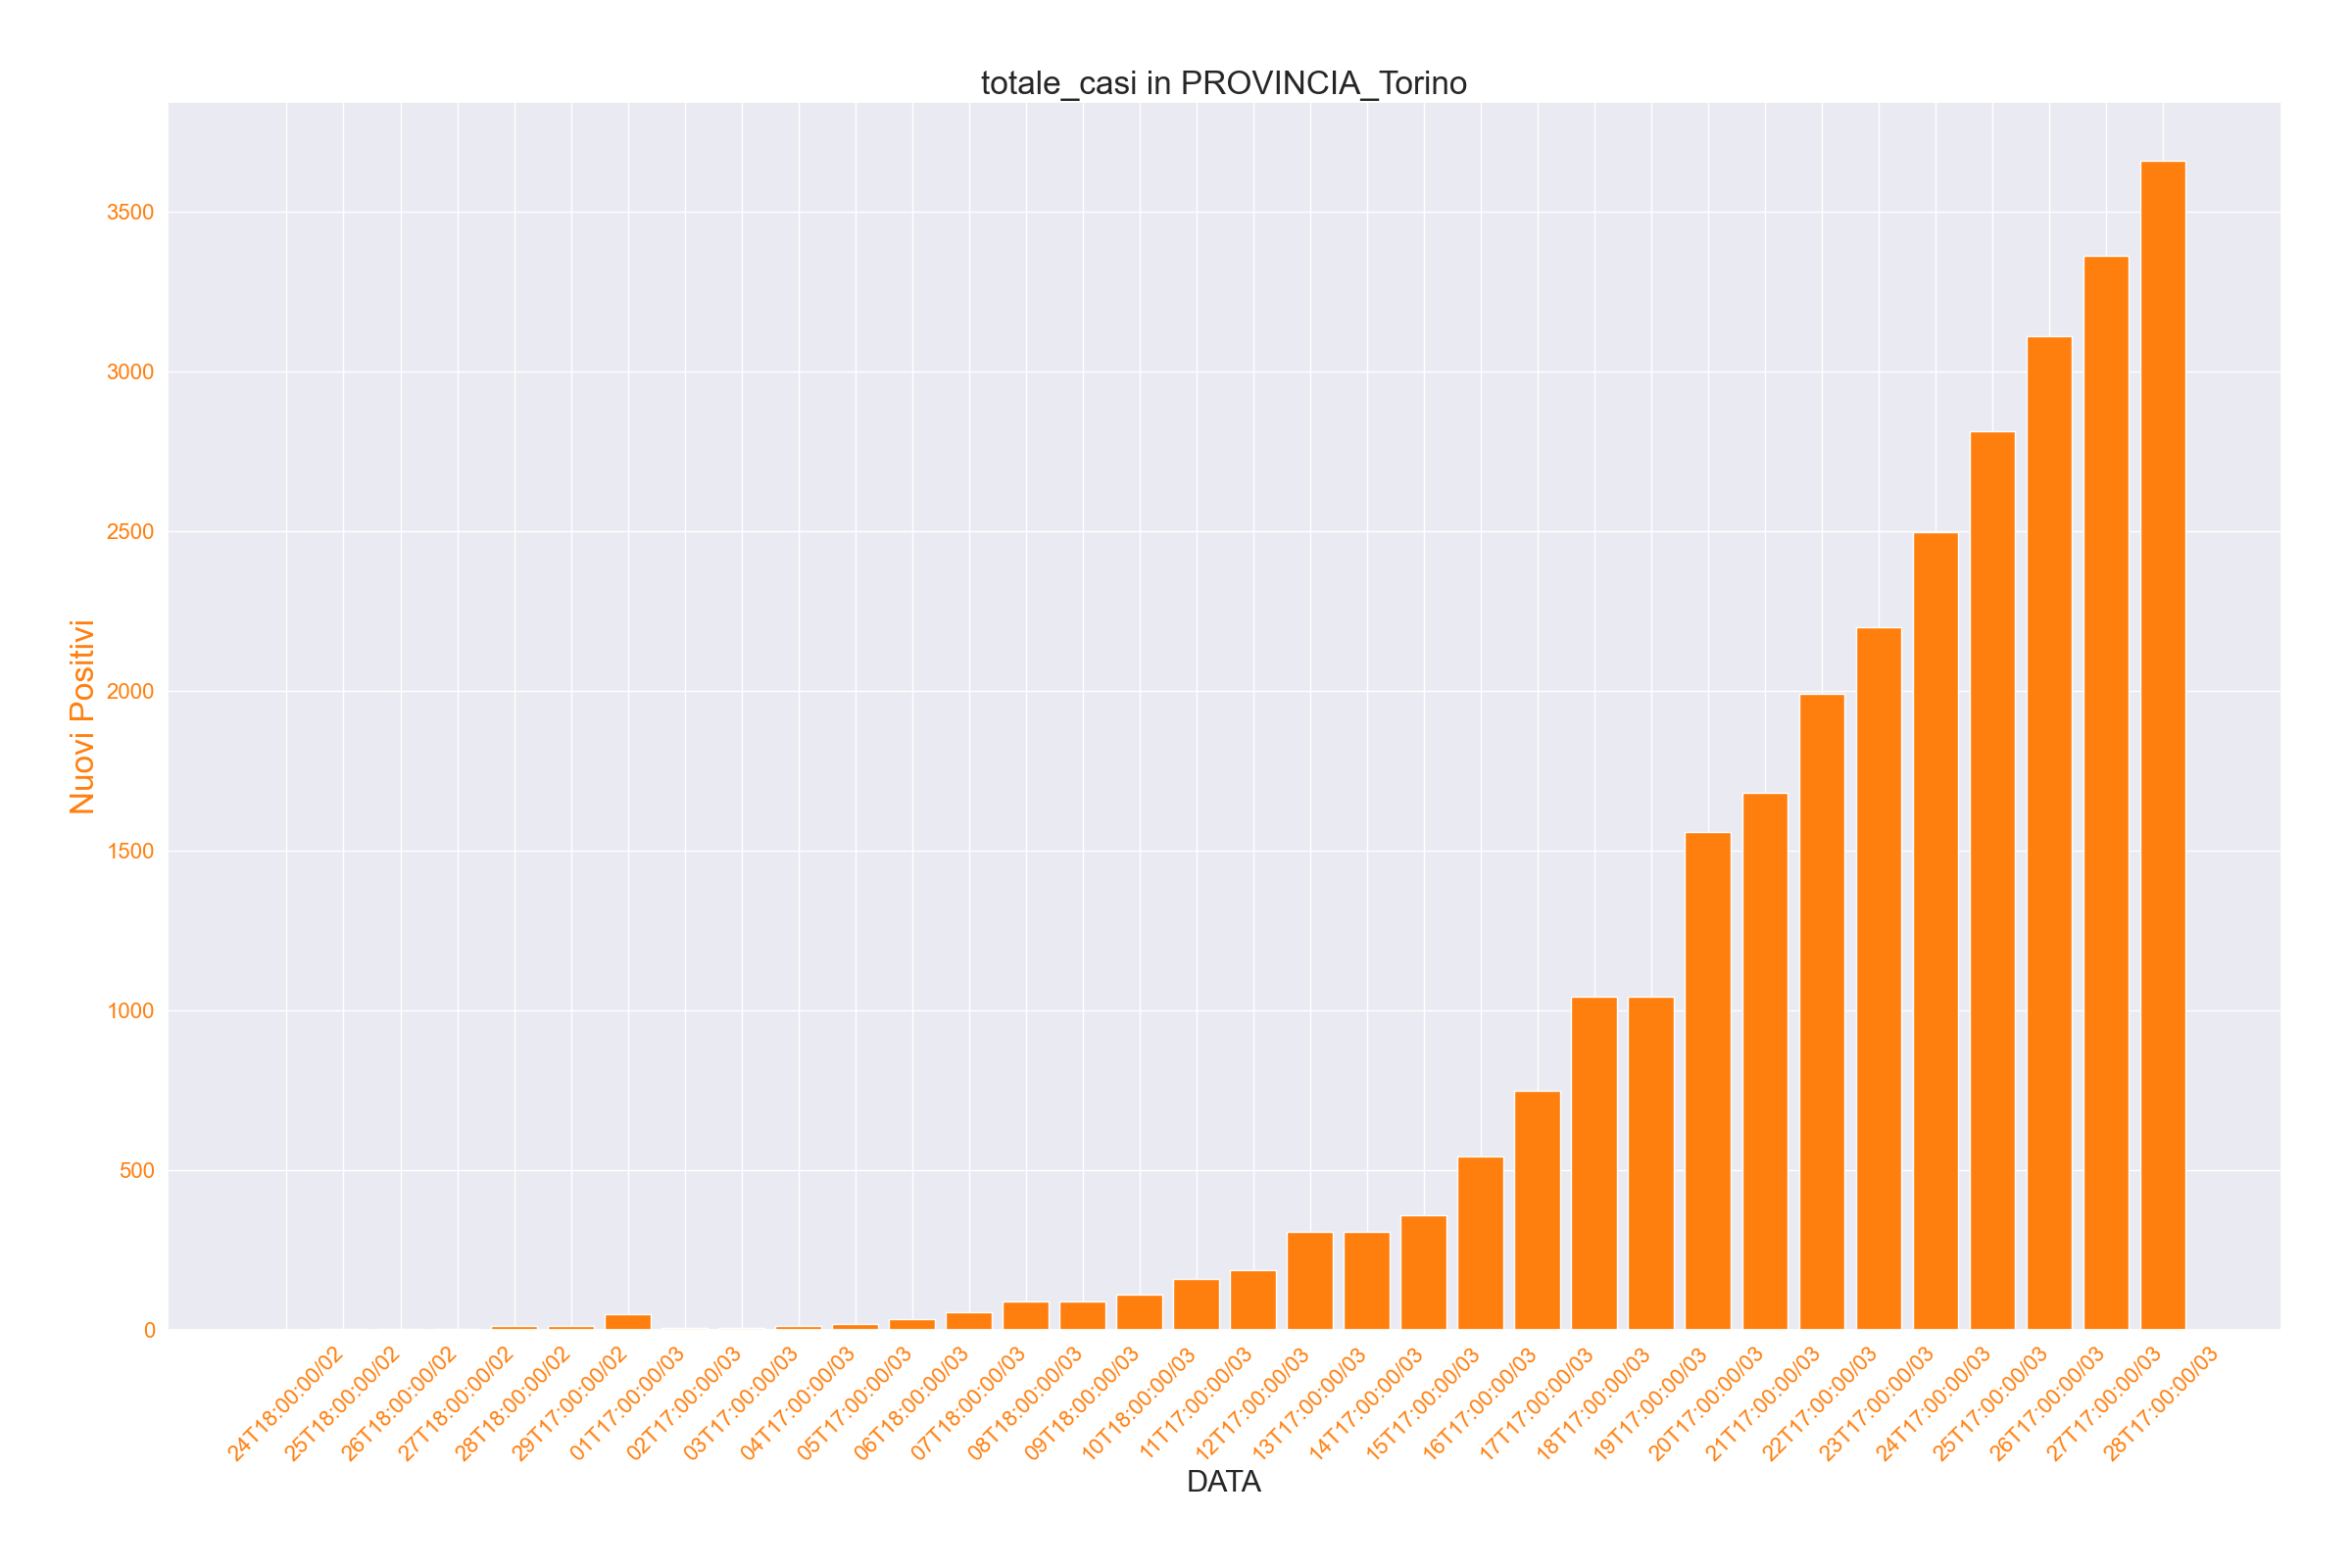 totale_casi in PROVINCIA_Torino
3500
3000
2500
2000
1500
1000
500
0
Nuovi Positivi
24T18:00:00/02
25T18:00:00/02
26T18:00:00/02
27T18:00:00/02
28T18:00:00/02
29T17:00:00/02
01T17:00:00/03
02T17:00:00/03
03T17:00:00/03
04T17:00:00/03
05T17:00:00/03
06T18:00:00/03
07T18:00:00/03
08T18:00:00/03
09T18:00:00/03
10T18:00:00/03
11T17:00:00/03
12T17:00:00/03
13T17:00:00/03
14T17:00:00/03
15T17:00:00/03
16T17:00:00/03
17T17:00:00/03
18T17:00:00/03
19T17:00:00/03
20T17:00:00/03
21T17:00:00/03
22T17:00:00/03
23T17:00:00/03
24T17:00:00/03
25T17:00:00/03
26T17:00:00/03
27T17:00:00/03
28T17:00:00/03
DATA